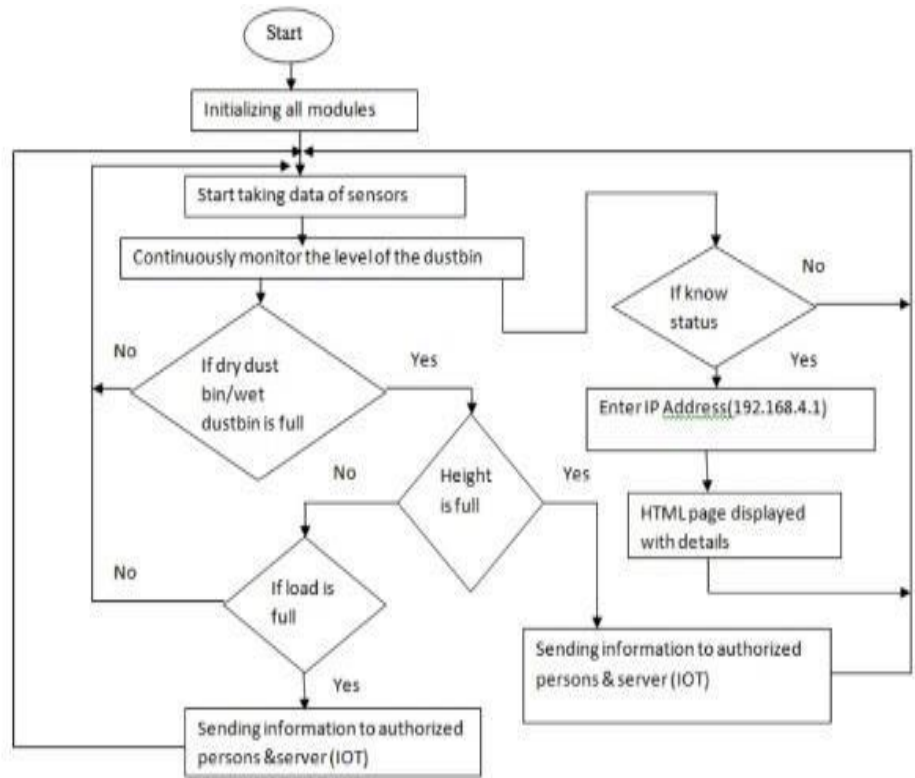 Start
Initializing all modules
Start taking data of sensors
Continuously monitor the level of the dustbin
If know
status
No
Yes
Enter IP Address(192.168.4.1)
HTML page displayed
with details
No
If dry dust
bin/wet
dustbin is full
Yes
No
Height
is full
Yes
No
If load is
full
Yes
Sending information to authorized
persons & server (IOT)
Sending information to authorized
persons &server (IOT)